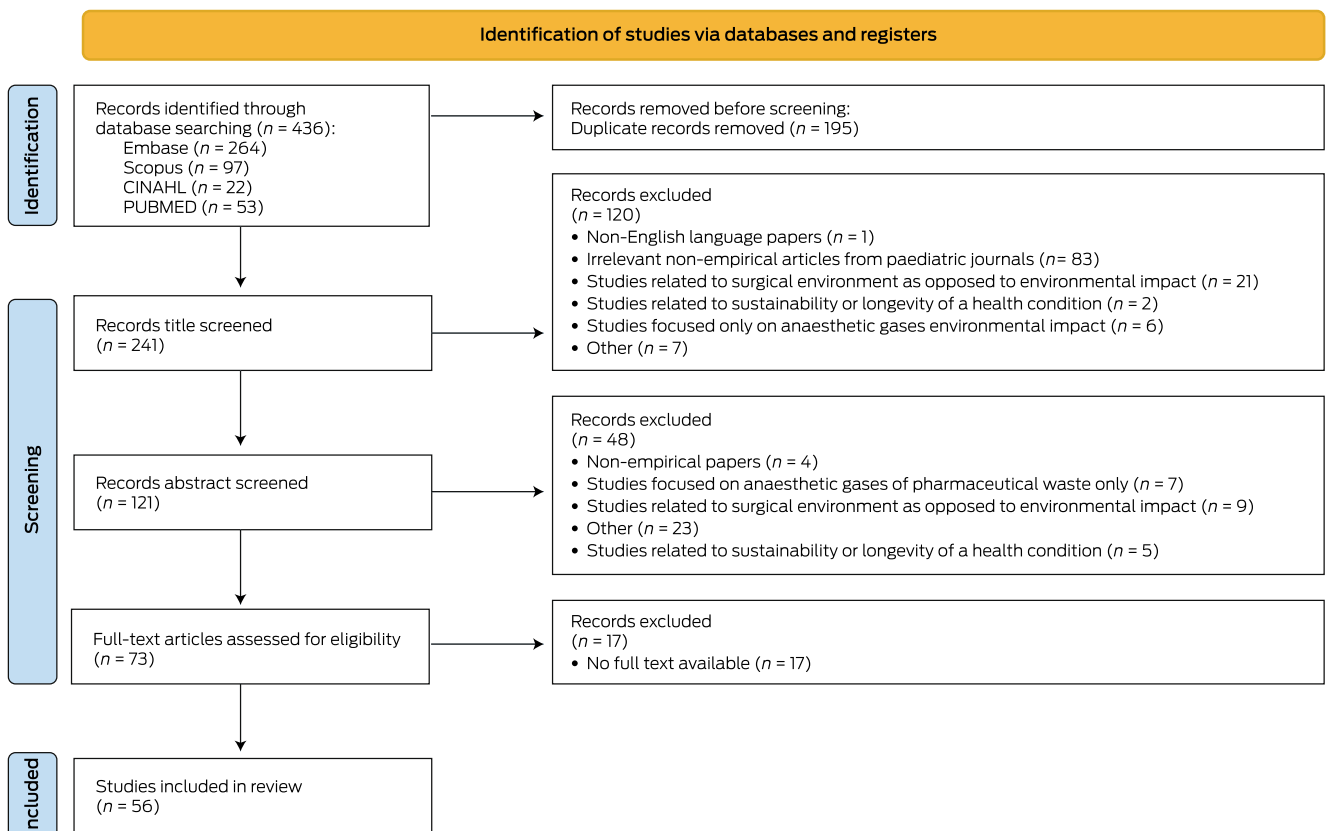 Identification of studies via databases and registers
Identification
Records identified through
database searching (n = 436):
Embase (n = 264)
Scopus (n = 97)
CINAHL (n = 22)
PUBMED (n = 53)
Records removed before screening:
Duplicate records removed (n = 195)
Screening
Records title screened
(n = 241)
Records excluded
(n = 120)
• Non-English language papers (n = 1)
• Irrelevant non-empirical articles from paediatric journals (n= 83)
• Studies related to surgical environment as opposed to environmental impact (n = 21)
• Studies related to sustainability or longevity of a health condition (n = 2)
• Studies focused only on anaesthetic gases environmental impact (n = 6)
• Other (n = 7)
Records abstract screened
(n = 121)
Records excluded
(n = 48)
• Non-empirical papers (n = 4)
• Studies focused on anaesthetic gases of pharmaceutical waste only (n = 7)
• Studies related to surgical environment as opposed to environmental impact (n = 9)
• Other (n = 23)
• Studies related to sustainability or longevity of a health condition (n = 5)
Full-text articles assessed for eligibility
(n = 73)
Records excluded
(n = 17)
• No full text available (n = 17)
ncluded
Studies included in review
(n = 56)